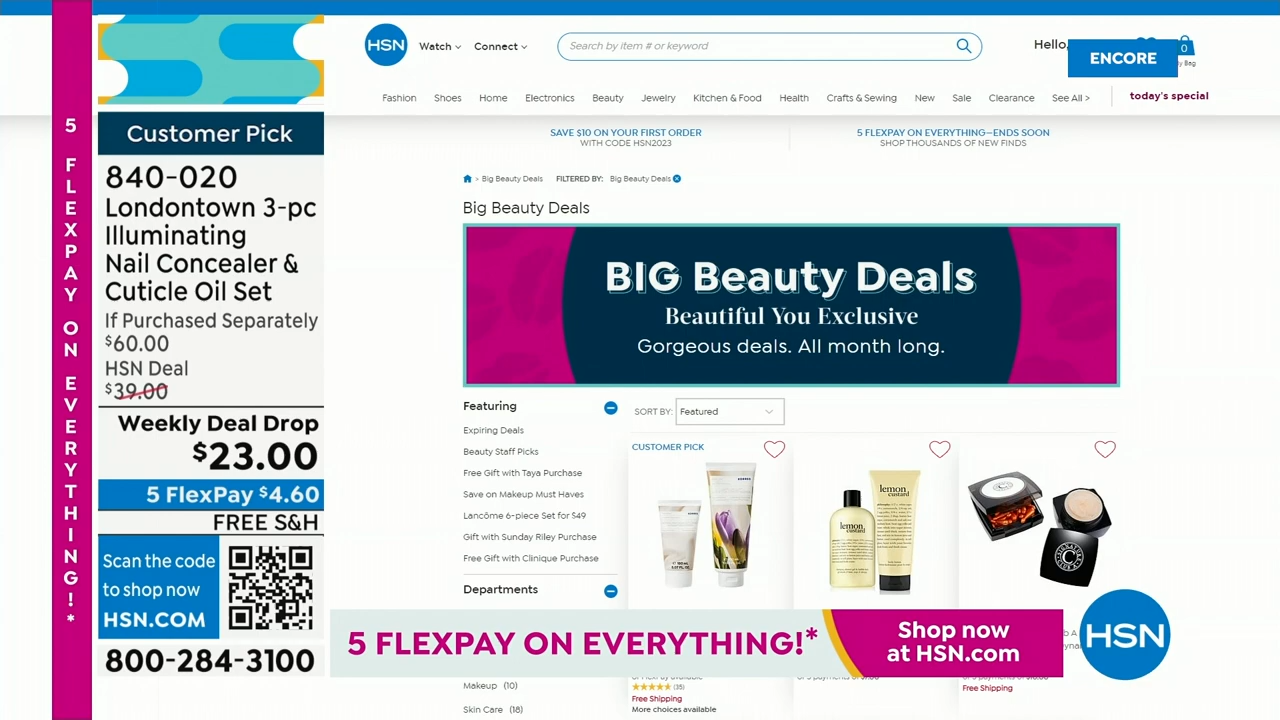 5 FLEXPAY ON EVERYTHING!*
Customer Pick
840-020
Londontown 3-pc
Illuminating
Nail Concealer &
Cuticle Oil Set
If Purchased Separately
$60.00
HSN Deal
$39.00
Weekly Deal Drop
$23.00
5 FlexPay $4.60
FREE S&H
Scan the code
to shop now
HSN.COM
800-284-3100
HSN
Watch
Connect
Search by item # or keyword
Hello,
ENCORE
0
Fashion Shoes Home Electronics Beauty Jewelry Kitchen & Food Health Crafts & Sewing New Sale Clearance See All > today's special
SAVE $10 ON YOUR FIRST ORDER
WITH CODE HSN2023
5 FLEXPAY ON EVERYTHING—ENDS SOON
SHOP THOUSANDS OF NEW FINDS
> Big Beauty Deals FILTERED BY: Big Beauty Deals
Big Beauty Deals
BIG Beauty Deals
Beautiful You Exclusive
Gorgeous deals. All month long.
Featuring
Expiring Deals
Beauty Staff Picks
Free Gift with Taya Purchase
Save on Makeup Must Haves
Lancôme 6-piece Set for $49
Gift with Sunday Riley Purchase
Free Gift with Clinique Purchase
Departments
Makeup (10)
Skin Care (18)
SORT BY: Featured
CUSTOMER PICK
KORRES
lemon
custard
lemon
custard
(35)
Free Shipping
More choices available
Free Shipping
5 FLEXPAY ON EVERYTHING!*
Shop now
at HSN.com
HSN